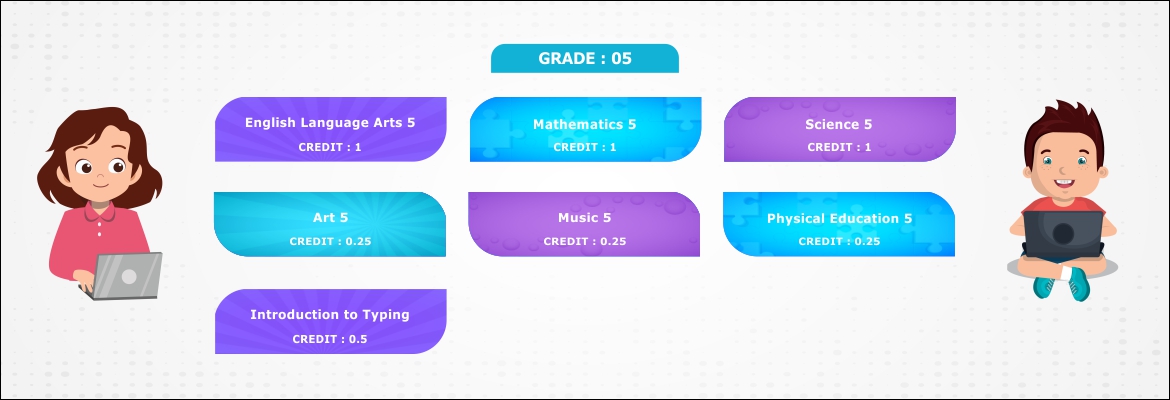 GRADE : 05
English Language Arts 5
CREDIT : 1
Mathematics 5
CREDIT : 1
Science 5
CREDIT : 1
Art 5
CREDIT : 0.25
Music 5
CREDIT : 0.25
Physical Education 5
CREDIT : 0.25
Introduction to Typing
CREDIT : 0.5